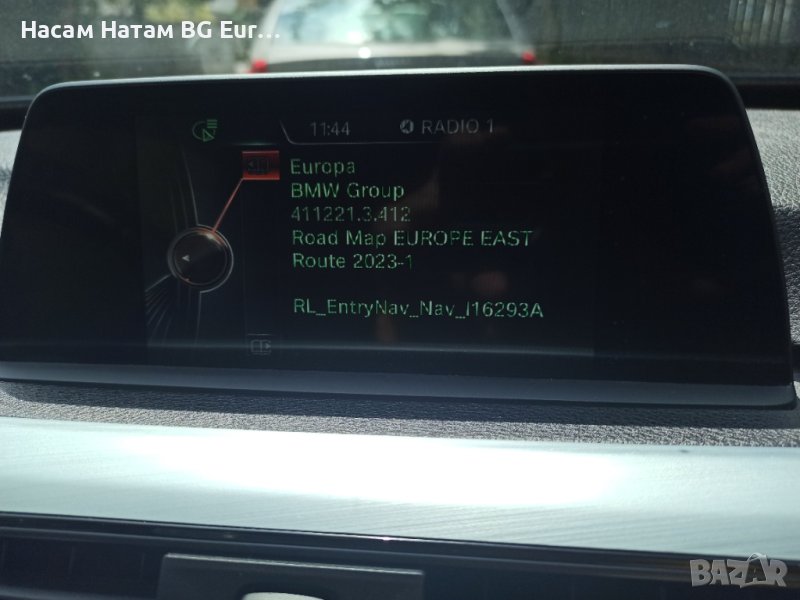 Насам Натам BG Eur...
11:44 RADIO 1
Europa
BMW Group
411221.3.412
Road Map EUROPE EAST
Route 2023-1
RL_EntryNav_Nav_I16293A
BAZAR